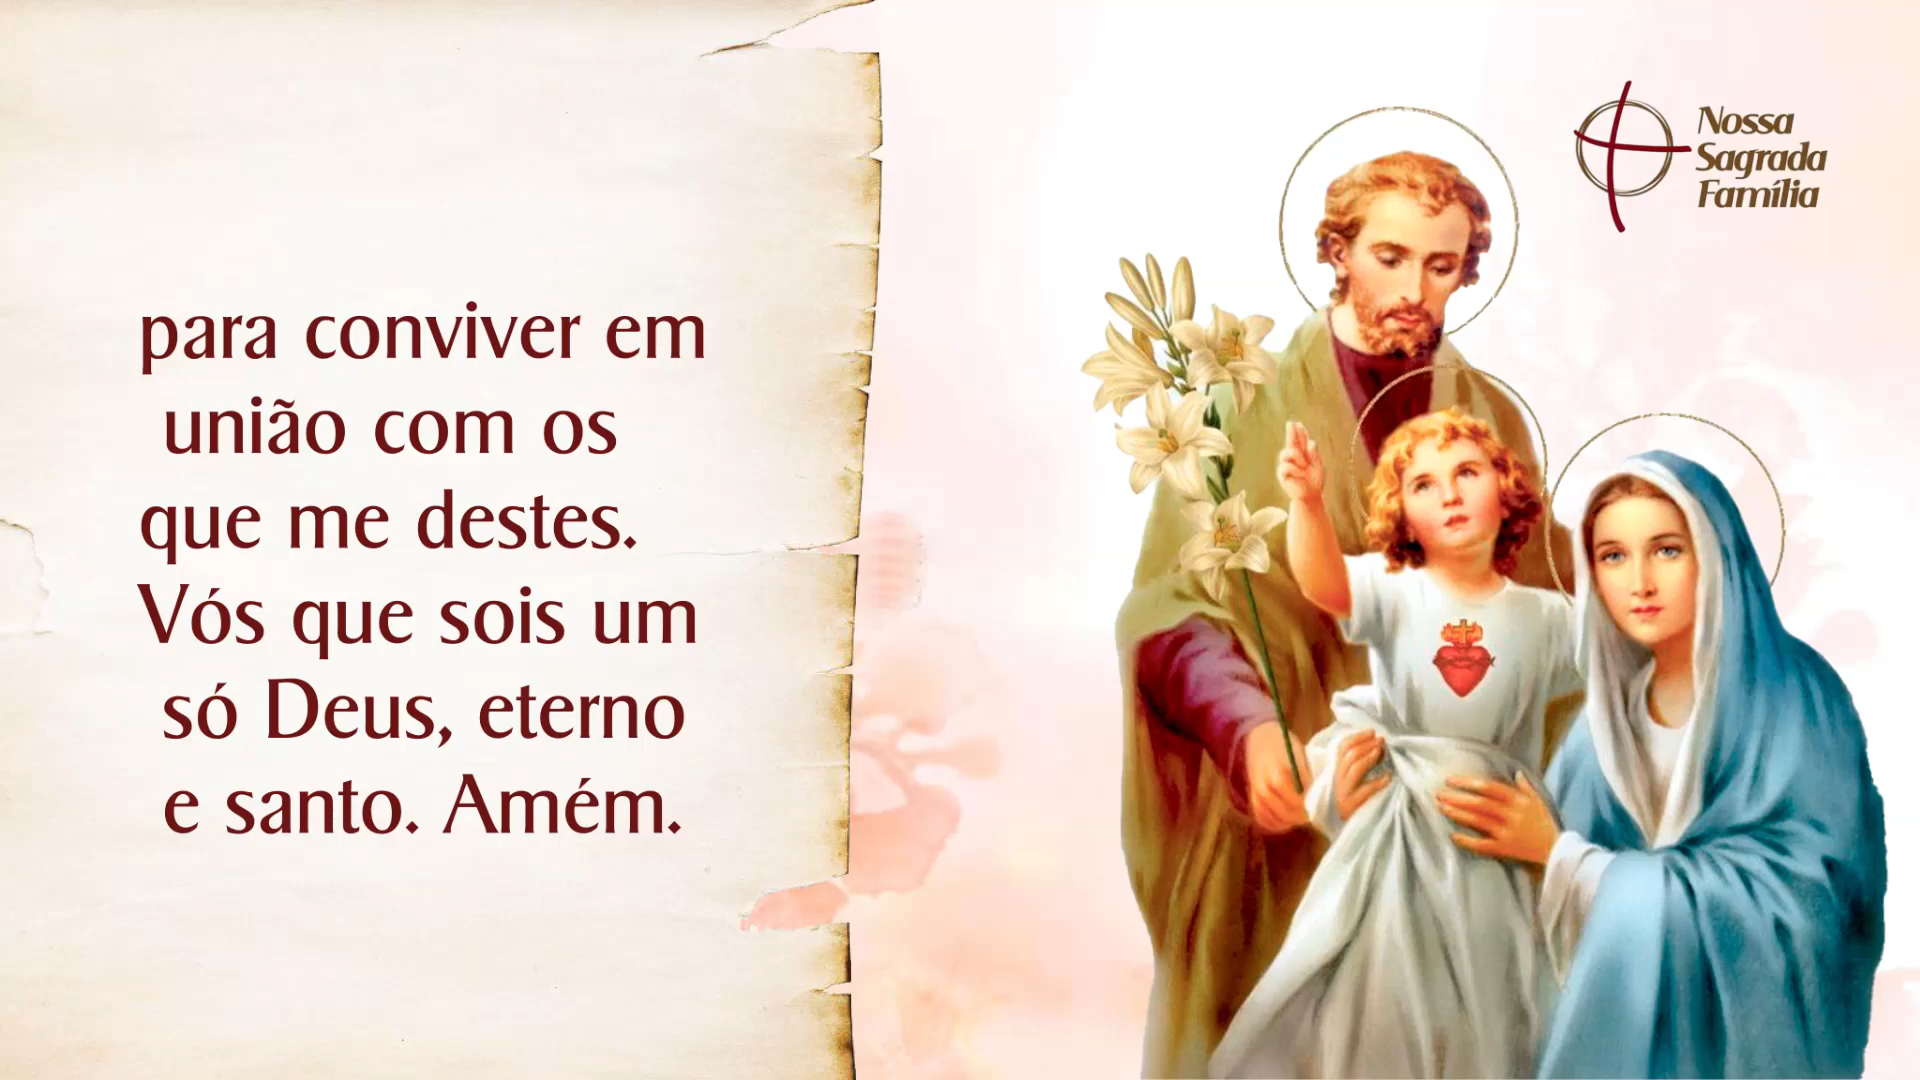 para conviver em
união com os
que me destes.
Vós que sois um
só Deus, eterno
e santo. Amém.
Nossa
Sagrada
Família